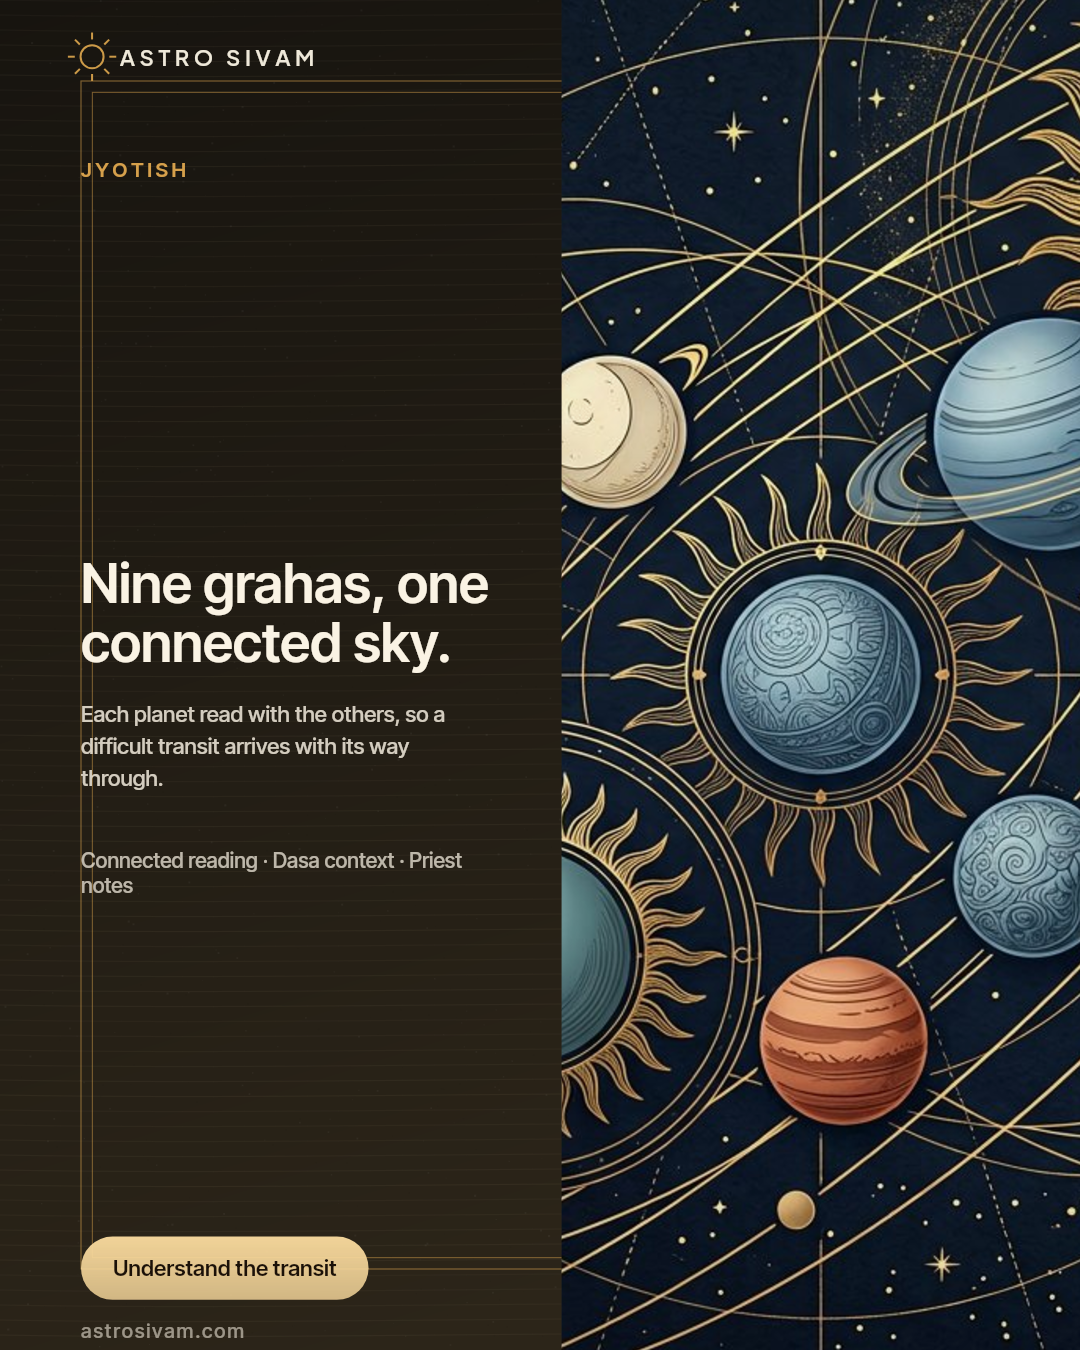 ASTRO SIVAM
JYOTISH
Nine grahas, one
connected sky.
Each planet read with the others, so a
difficult transit arrives with its way
through.
Connected reading · Dasa context · Priest
notes
Understand the transit
astrosivam.com